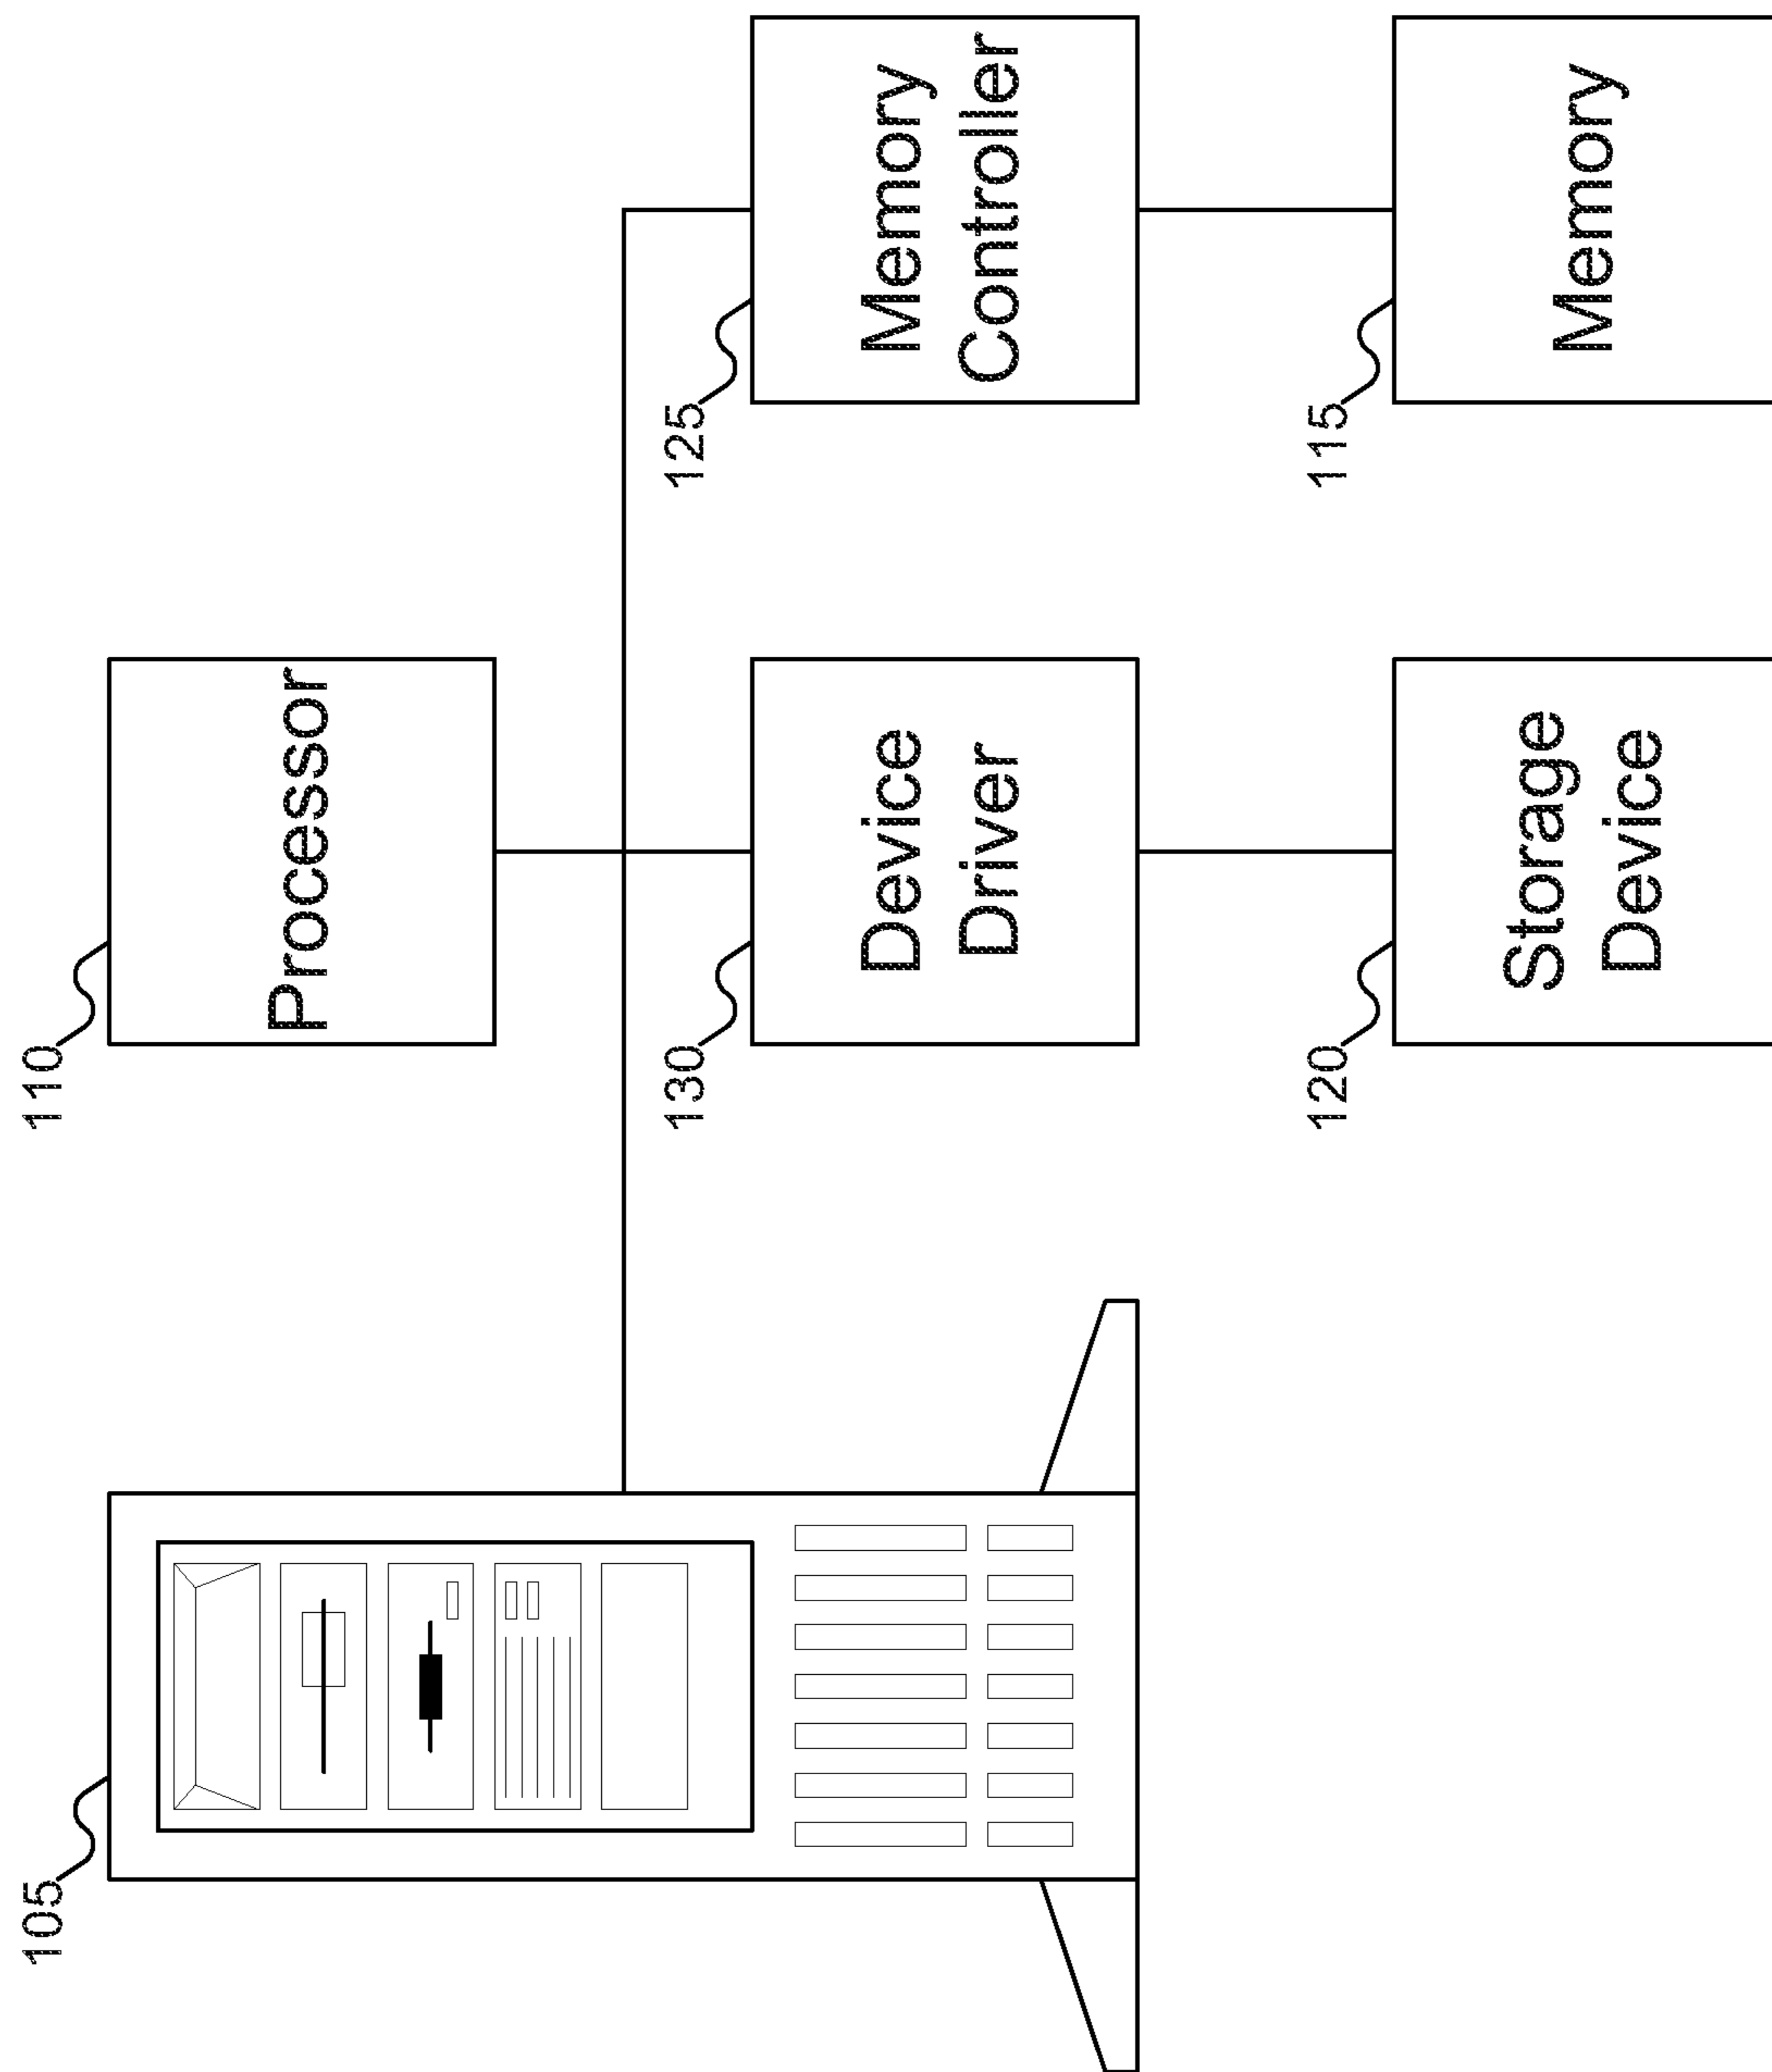 105
110
Processor
130
Device
Driver
125
Memory
Controller
120
Storage
Device
115
Memory